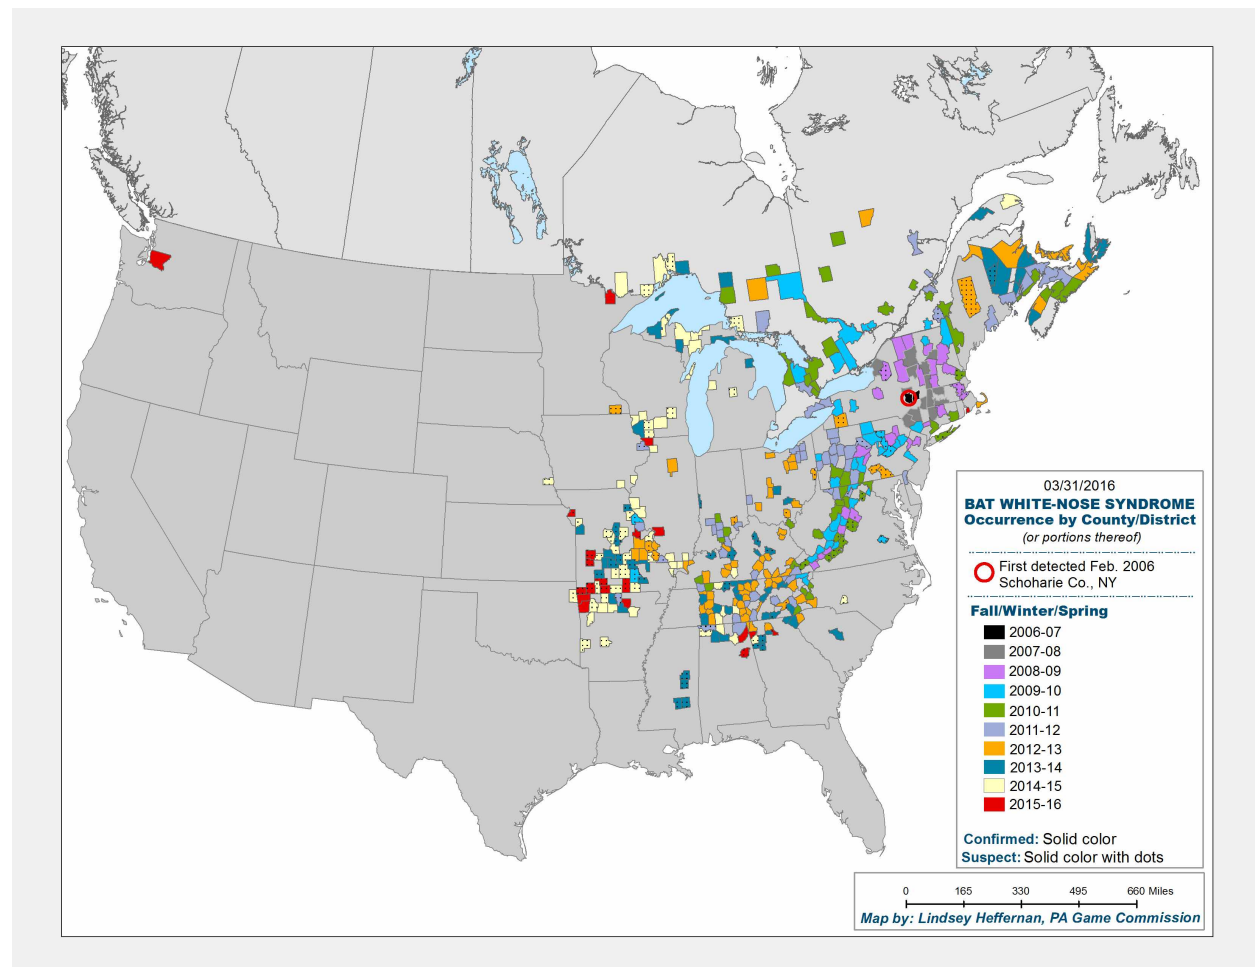 03/31/2016
BAT WHITE-NOSE SYNDROME
Occurrence by County/District
(or portions thereof)
First detected Feb. 2006
Schoharie Co., NY
Fall/Winter/Spring
2006-07
2007-08
2008-09
2009-10
2010-11
2011-12
2012-13
2013-14
2014-15
2015-16
Confirmed: Solid color
Suspect: Solid color with dots
0 165 330 495 660 Miles
Map by: Lindsey Heffernan, PA Game Commission